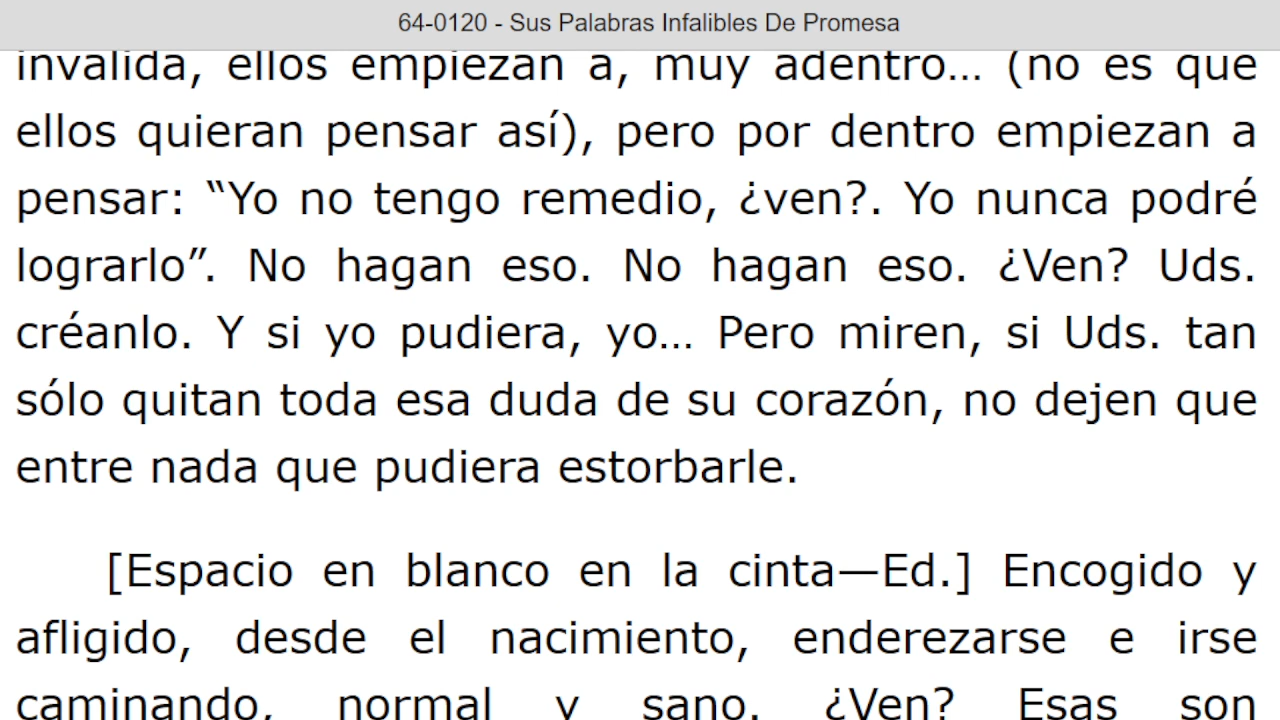 64-0120 - Sus Palabras Infalibles De Promesa
inválida, ellos empiezan a, muy adentro... (no es que
ellos quieran pensar así), pero por dentro empiezan a
pensar: “Yo no tengo remedio, ¿ven?. Yo nunca podré
lograrlo”. No hagan eso. No hagan eso. ¿Ven? Uds.
créanlo. Y si yo pudiera, yo... Pero miren, si Uds. tan
sólo quitan toda esa duda de su corazón, no dejen que
entre nada que pudiera estorbarle.
[Espacio en blanco en la cinta—Ed.] Encogido y
afligido, desde el nacimiento, enderezarse e irse
caminando, normal y sano. ¿Ven? Esas son